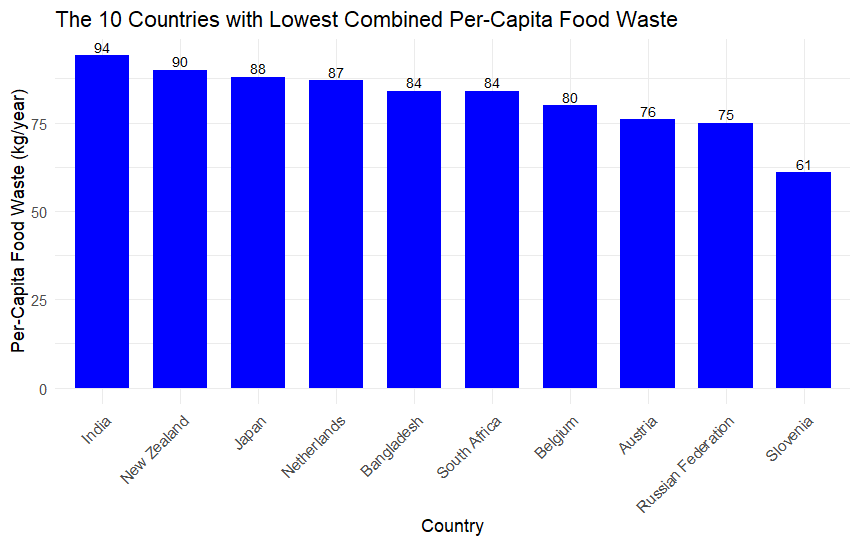 The 10 Countries with Lowest Combined Per-Capita Food Waste
Per-Capita Food Waste (kg/year)
75
50
25
0
94
90
88
87
84
84
80
76
75
61
India
New Zealand
Japan
Netherlands
Bangladesh
South Africa
Belgium
Austria
Russian Federation
Slovenia
Country